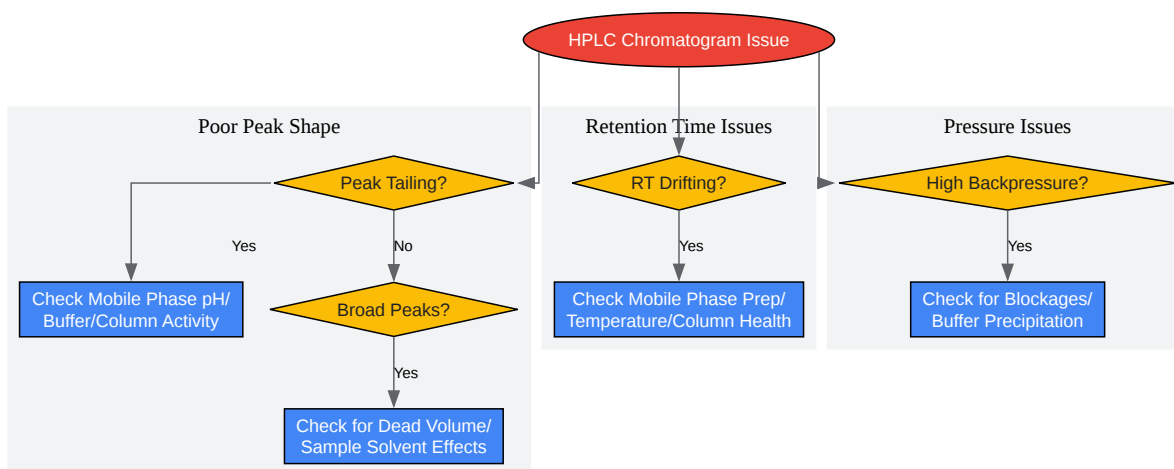 HPLC Chromatogram Issue
Poor Peak Shape
Retention Time Issues
Pressure Issues
Peak Tailing?
RT Drifting?
High Backpressure?
Yes
No
Yes
Yes
Check Mobile Phase pH/
Buffer/Column Activity
Broad Peaks?
Check Mobile Phase Prep/
Temperature/Column Health
Check for Blockages/
Buffer Precipitation
Yes
Check for Dead Volume/
Sample Solvent Effects